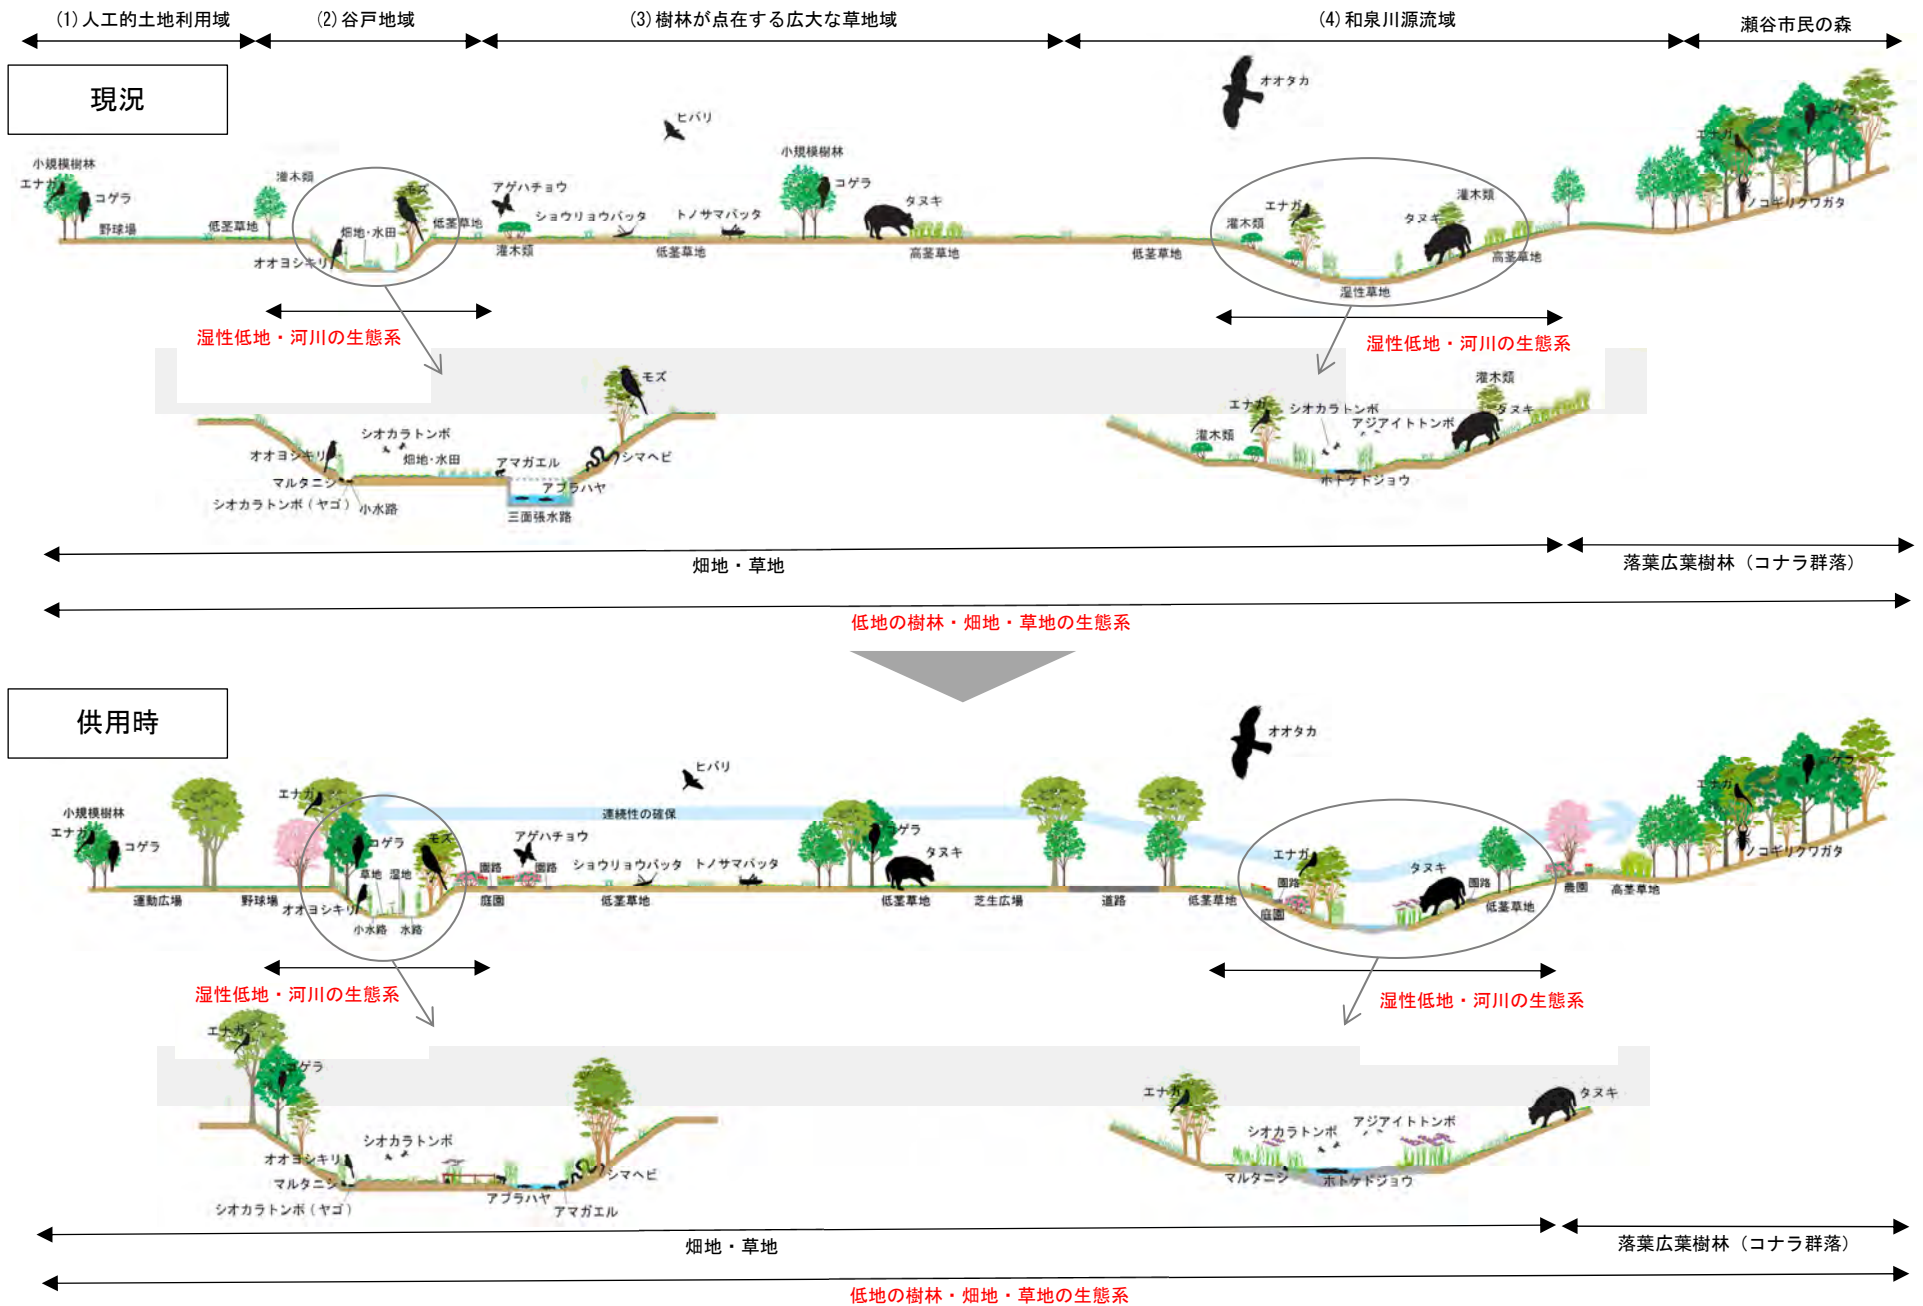 (1)人工的土地利用域
(2)谷戸地域
(3)樹林が点在する広大な草地域
(4)和泉川源流域
瀬谷市民の森
現況
オオタカ
ヒバリ
小規模樹林
エナガ
コゲラ
野球場
低茎草地
灌木類
モズ
畑地・水田
オオヨシキリ
低茎草地
アゲハチョウ
灌木類
ショウリョウバッタ
トノサマバッタ
低茎草地
小規模樹林
コゲラ
タヌキ
高茎草地
低茎草地
灌木類
エナガ
タヌキ
灌木類
高茎草地
湿性草地
エナガ
コゲラ
ノコギリクワガタ
湿性低地・河川の生態系
湿性低地・河川の生態系
モズ
シオカラトンボ
オオヨシキリ
畑地・水田
アマガエル
シマヘビ
マルタニシ
アブラハヤ
シオカラトンボ(ヤゴ)
小水路
三面張水路
灌木類
エナガ
シオカラトンボ
タヌキ
アジアイトトンボ
灌木類
ホトケドジョウ
畑地・草地
落葉広葉樹林（コナラ群落）
低地の樹林・畑地・草地の生態系
供用時
オオタカ
ヒバリ
連続性の確保
小規模樹林
エナガ
コゲラ
運動広場
野球場
エナガ
コゲラ
モズ
草地
湿地
オオヨシキリ
小水路
水路
アゲハチョウ
園路
園路
庭園
ショウリョウバッタ
トノサマバッタ
低茎草地
コゲラ
タヌキ
低茎草地
芝生広場
道路
低茎草地
エナガ
園路
庭園
タヌキ
園路
低茎草地
農園
高茎草地
エナガ
ゲラ
ノコギリクワガタ
湿性低地・河川の生態系
湿性低地・河川の生態系
エナガ
コゲラ
シオカラトンボ
オオヨシキリ
マルタニシ
シオカラトンボ(ヤゴ)
アブラハヤ
シマヘビ
アマガエル
エナガ
タヌキ
シオカラトンボ
アジアイトトンボ
マルタニシ
ホトケドジョウ
畑地・草地
落葉広葉樹林（コナラ群落）
低地の樹林・畑地・草地の生態系